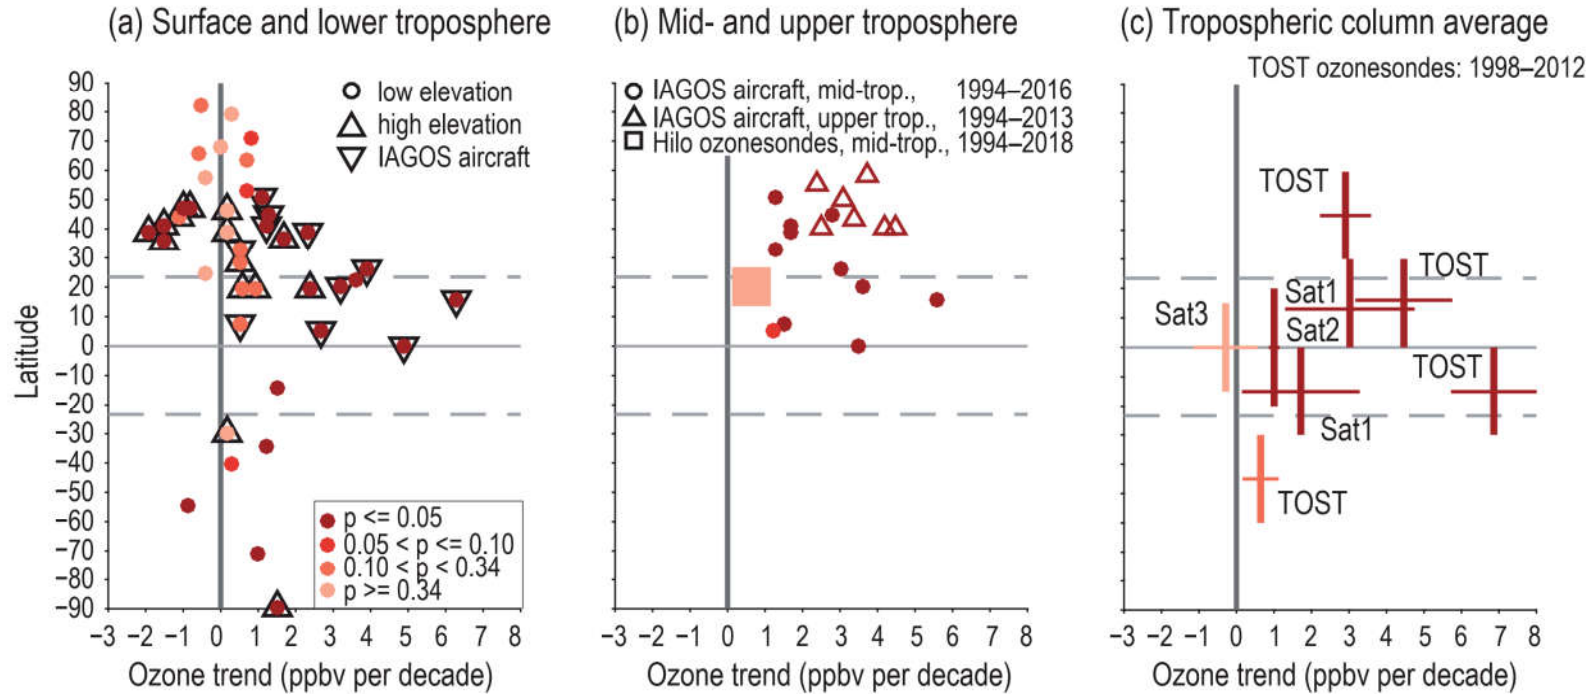 (a) Surface and lower troposphere
low elevation
high elevation
IAGOS aircraft
90
80
70
60
50
40
30
20
10
0
−10
−20
−30
−40
−50
−60
−70
−80
−90
Latitude
p <= 0.05
0.05 < p <= 0.10
0.10 < p < 0.34
p >= 0.34
−3 −2 −1 0 1 2 3 4 5 6 7 8
Ozone trend (ppbv per decade)
(b) Mid- and upper troposphere
IAGOS aircraft, mid-trop., 1994–2016
IAGOS aircraft, upper trop., 1994–2013
Hilo ozonesondes, mid-trop., 1994–2018
−3 −2 −1 0 1 2 3 4 5 6 7 8
Ozone trend (ppbv per decade)
(c) Tropospheric column average
TOST ozonesondes: 1998–2012
TOST
TOST
Sat1
Sat3
Sat2
TOST
Sat1
TOST
−3 −2 −1 0 1 2 3 4 5 6 7 8
Ozone trend (ppbv per decade)